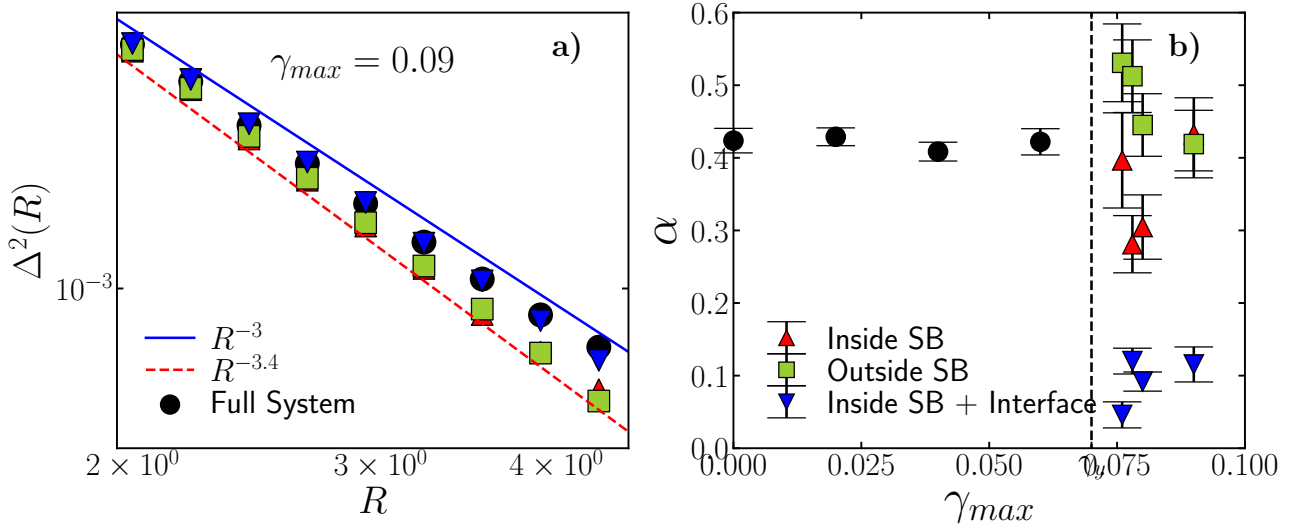 a)
γmax = 0.09
Δ²(R)
10⁻³
R⁻³
R⁻³·⁴
Full System
2 × 10⁰
3 × 10⁰
4 × 10⁰
R
b)
0.6
0.5
0.4
0.3
0.2
0.1
0.0
α
Inside SB
Outside SB
Inside SB + Interface
0.000
0.025
0.050
γy
0.075
0.100
γmax